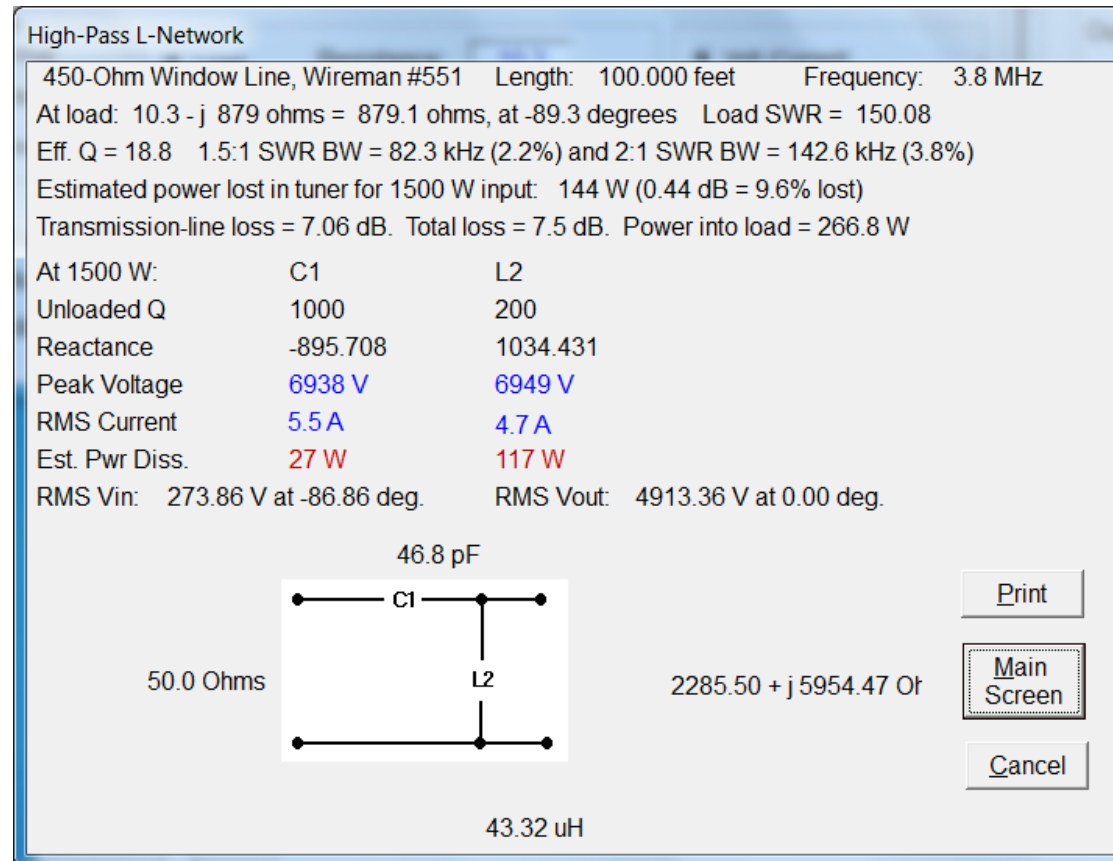 High-Pass L-Network
450-Ohm Window Line, Wireman #551 Length: 100.000 feet Frequency: 3.8 MHz
At load: 10.3 - j 879 ohms = 879.1 ohms, at -89.3 degrees Load SWR = 150.08
Eff. Q = 18.8 1.5:1 SWR BW = 82.3 kHz (2.2%) and 2:1 SWR BW = 142.6 kHz (3.8%)
Estimated power lost in tuner for 1500 W input: 144 W (0.44 dB = 9.6% lost)
Transmission-line loss = 7.06 dB. Total loss = 7.5 dB. Power into load = 266.8 W
At 1500 W: C1 L2
Unloaded Q 1000 200
Reactance -895.708 1034.431
Peak Voltage 6938 V 6949 V
RMS Current 5.5 A 4.7 A
Est. Pwr Diss. 27 W 117 W
RMS Vin: 273.86 V at -86.86 deg. RMS Vout: 4913.36 V at 0.00 deg.
46.8 pF
C1
Print
50.0 Ohms
L2
2285.50 + j 5954.47 Oh
Main
Screen
Cancel
43.32 uH